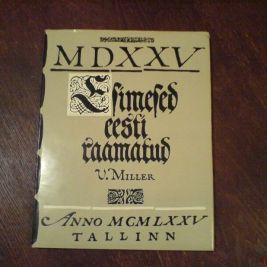 MDXXV
Esimesed
eesti
raamatud
V. MILLER
ANNO MCMLXXV
TALLINN